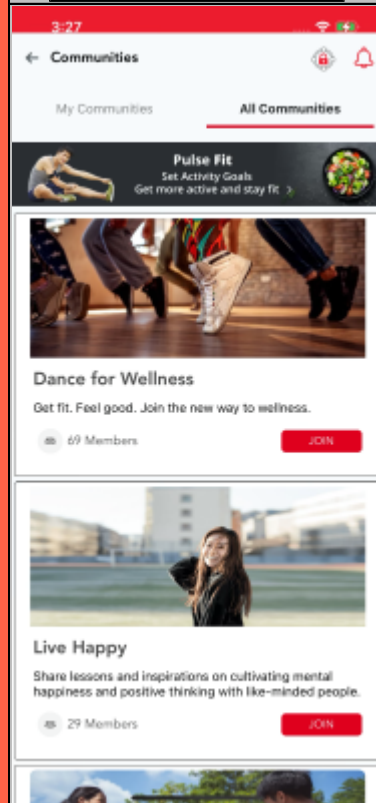 3:27
Communities
My Communities
All Communities
Pulse Fit
Set Activity Goals
Get more active and stay fit >
Dance for Wellness
Get fit. Feel good. Join the new way to wellness.
69 Members
JOIN
Live Happy
Share lessons and inspirations on cultivating mental
happiness and positive thinking with like-minded people.
29 Members
JOIN